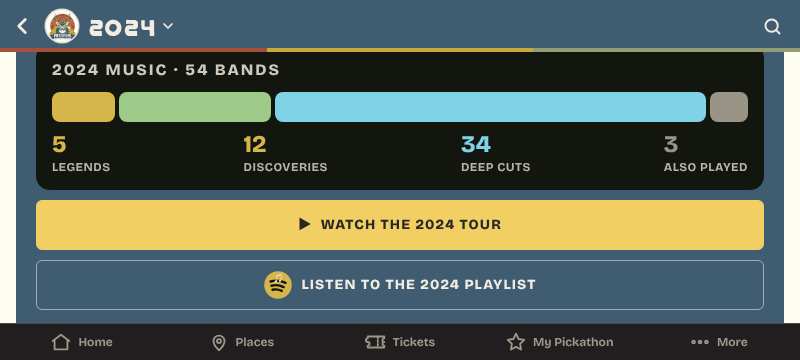 2024
2024 MUSIC · 54 BANDS
5
LEGENDS
12
DISCOVERIES
34
DEEP CUTS
3
ALSO PLAYED
WATCH THE 2024 TOUR
LISTEN TO THE 2024 PLAYLIST
Home
Places
Tickets
My Pickathon
More